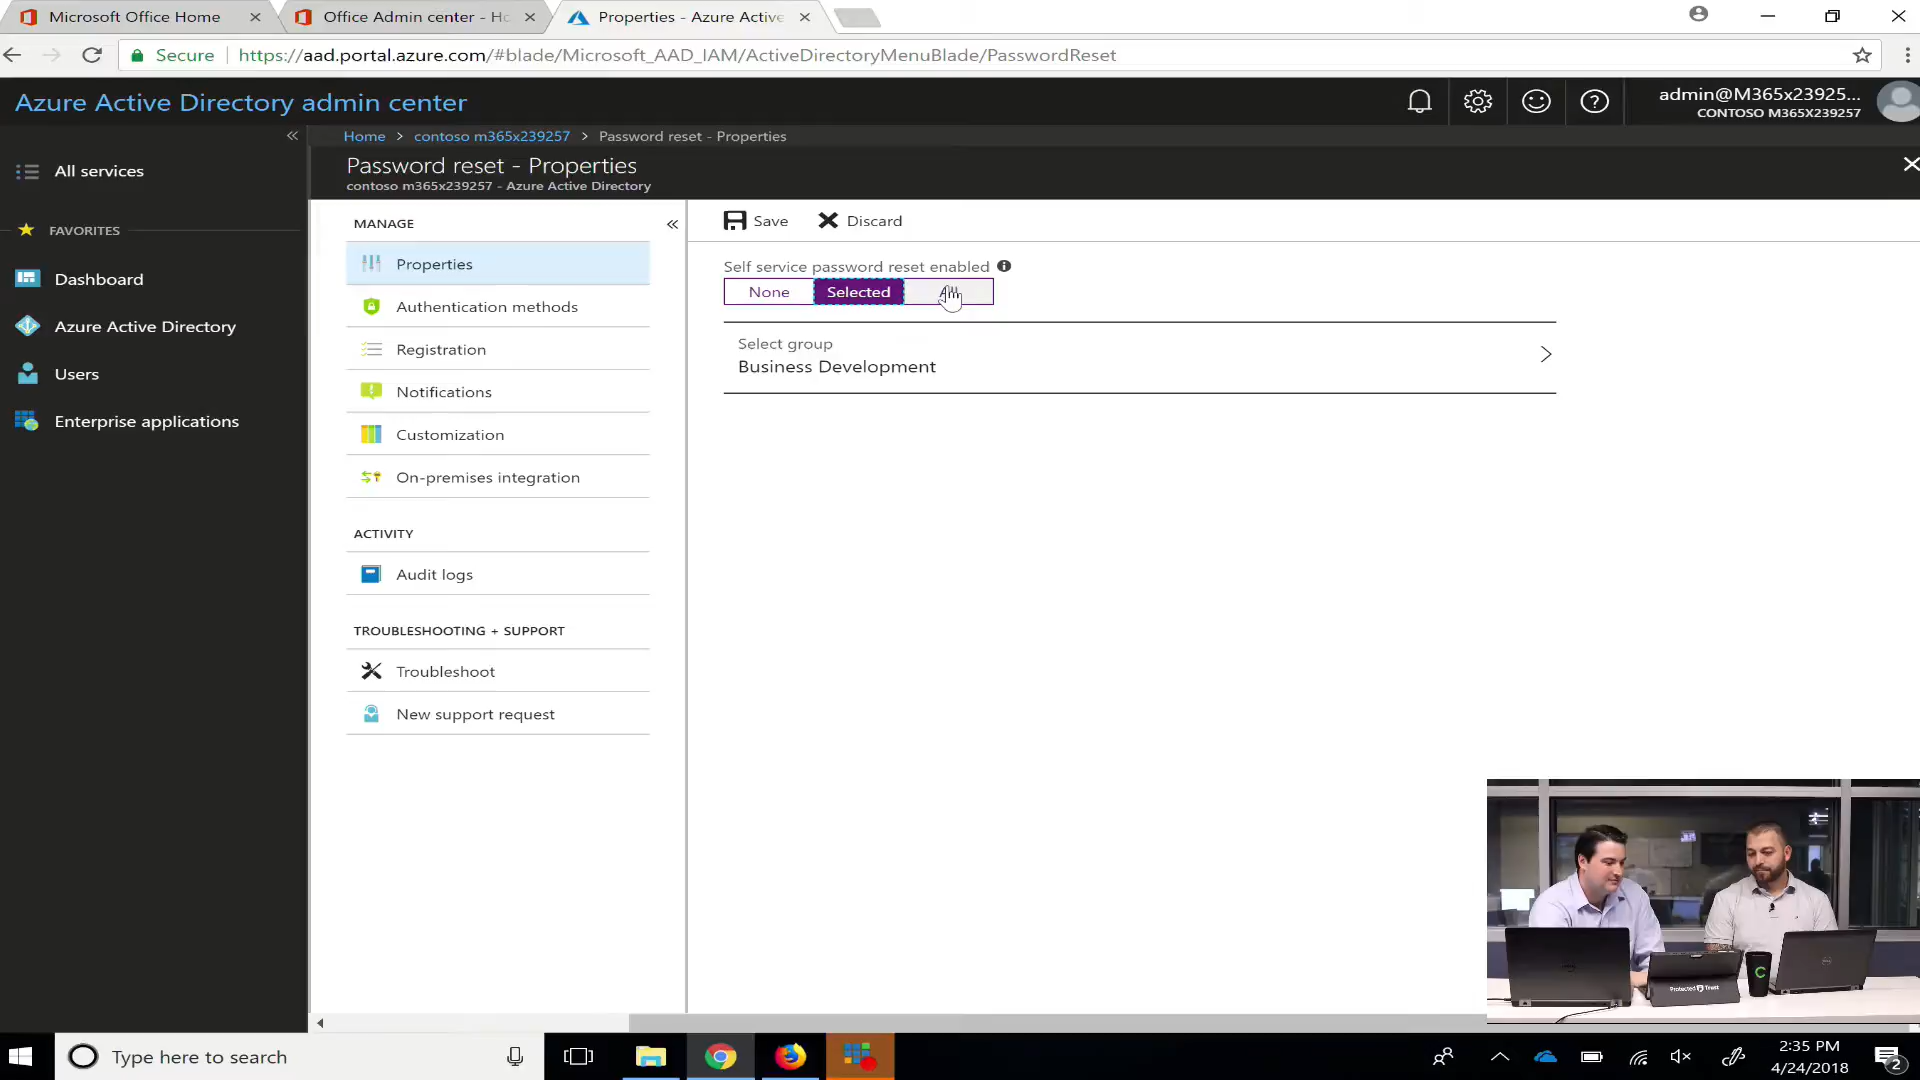 Microsoft Office Home
Office Admin center - Ho
Properties - Azure Active
Secure
https://aad.portal.azure.com/#blade/Microsoft_AAD_IAM/ActiveDirectoryMenuBlade/PasswordReset
Azure Active Directory admin center
admin@M365x23925...
CONTOSO M365X239257
Home > contoso m365x239257 > Password reset - Properties
Password reset - Properties
contoso m365x239257 - Azure Active Directory
All services
FAVORITES
Dashboard
Azure Active Directory
Users
Enterprise applications
MANAGE
Properties
Authentication methods
Registration
Notifications
Customization
On-premises integration
ACTIVITY
Audit logs
TROUBLESHOOTING + SUPPORT
Troubleshoot
New support request
Save
Discard
Self service password reset enabled
None
Selected
Select group
Business Development
Protected Trust
Type here to search
2:35 PM
4/24/2018
2